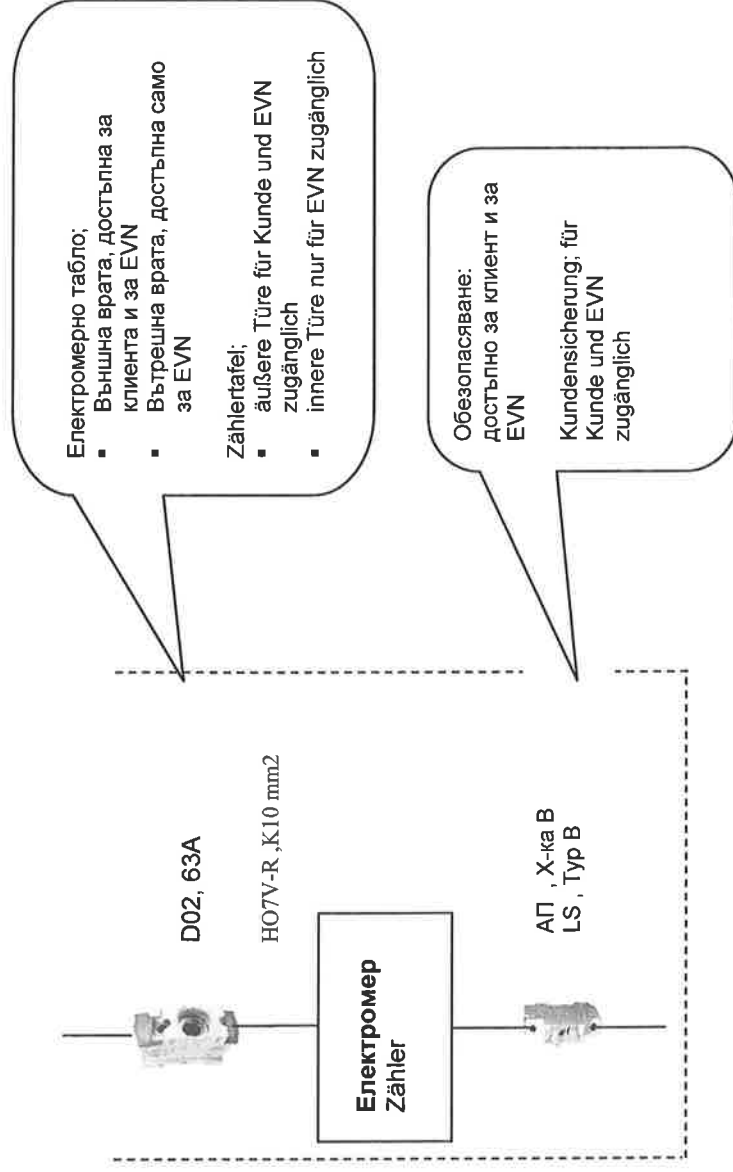 Електромерно табло;
▪ Външна врата, достъпна за
клиента и за EVN
▪ Вътрешна врата, достъпна само
за EVN
Zählertafel;
▪ äußere Türe für Kunde und EVN
zugänglich
▪ innere Türe nur für EVN zugänglich
D02, 63A
HO7V-R ,K10 mm2
Електромер
Zähler
АП , Х-ка B
LS , Typ B
Обезопасяване:
достъпно за клиент и за
EVN
Kundensicherung; für
Kunde und EVN
zugänglich